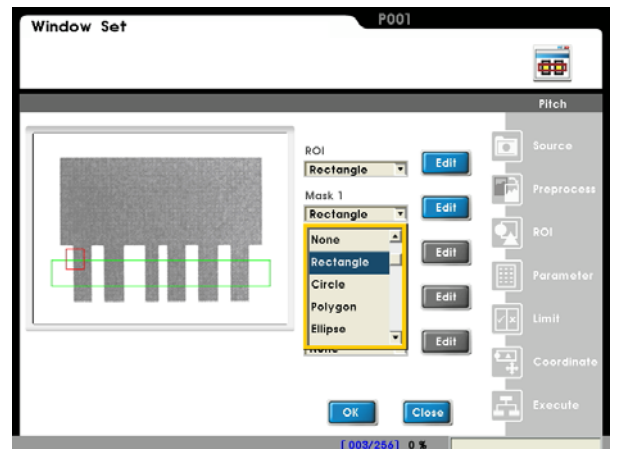 Window Set
P001
Pitch
ROI
Rectangle
Edit
Mask 1
Rectangle
Edit
None
Rectangle
Circle
Polygon
Ellipse
Edit
Edit
Edit
None
OK
Close
Source
Preprocess
ROI
Parameter
Limit
Coordinate
Execute
[003/256] 0 %